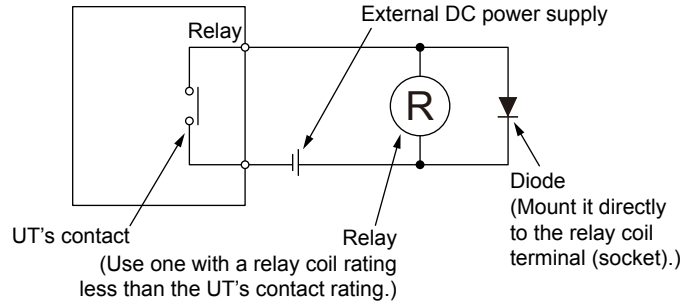 External DC power supply
Relay
R
UT's contact
Relay
(Use one with a relay coil rating
less than the UT's contact rating.)
Diode
(Mount it directly
to the relay coil
terminal (socket).)